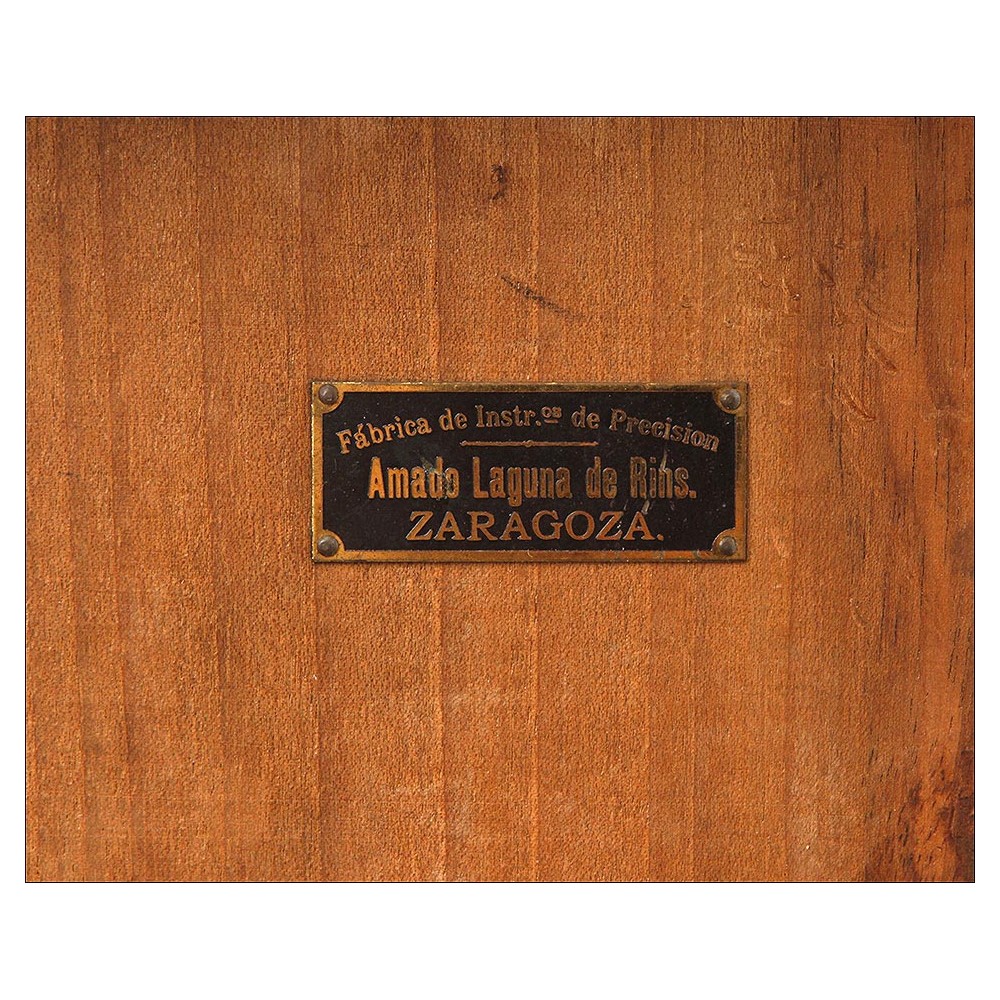 Fábrica de Instr.os de Precision
Amado Laguna de Rins.
ZARAGOZA.